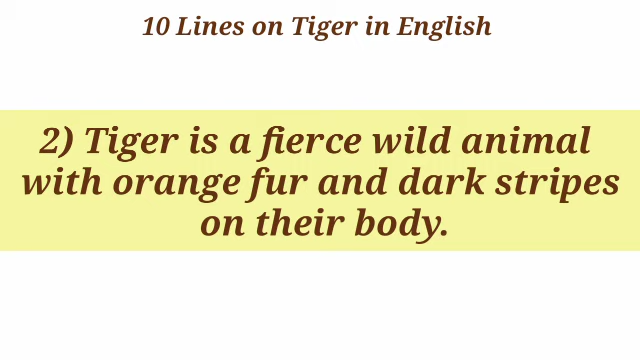 10 Lines on Tiger in English
2) Tiger is a fierce wild animal
with orange fur and dark stripes
on their body.